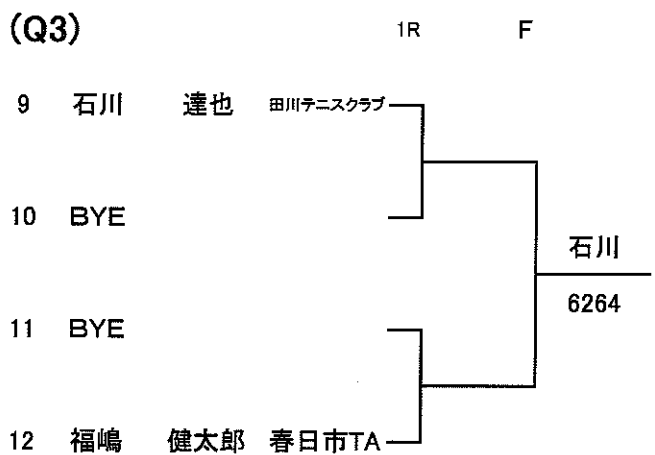 (Q3) 1R F
9 石川 達也 田川テニスクラブ
10 BYE
石川
6264
11 BYE
12 福嶋 健太郎 春日市TA